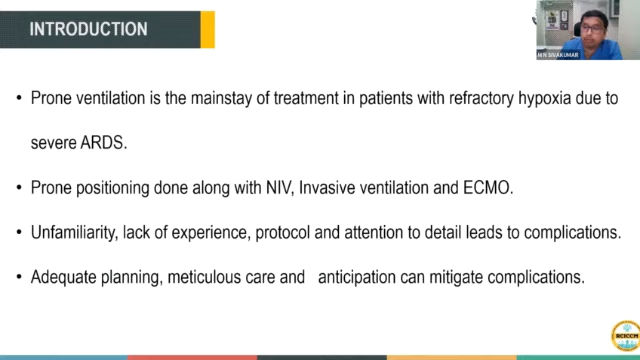 INTRODUCTION
M N SIVAKUMAR
• Prone ventilation is the mainstay of treatment in patients with refractory hypoxia due to
severe ARDS.
• Prone positioning done along with NIV, Invasive ventilation and ECMO.
• Unfamiliarity, lack of experience, protocol and attention to detail leads to complications.
• Adequate planning, meticulous care and anticipation can mitigate complications.
RCICCM